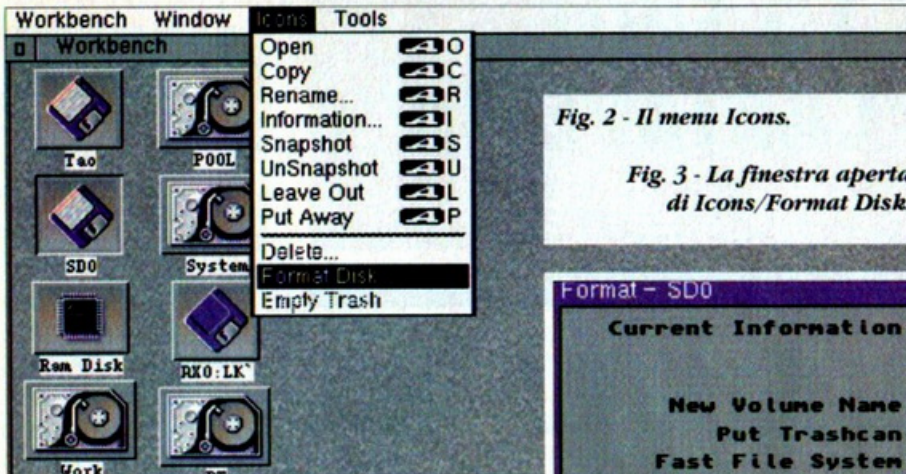 Workbench Window Icons Tools
Workbench
Open A O
Copy A C
Rename... A R
Information... A I
Snapshot A S
UnSnapshot A U
Leave Out A L
Put Away A P
Delete...
Format Disk
Empty Trash
Tao
POOL
SD0
System
Ram Disk
RX0:LK`
Work
Fig. 2 - Il menu Icons.
Fig. 3 - La finestra aperta
di Icons/Format Disk
Format - SD0
Current Information
New Volume Name
Put Trashcan
Fast File System